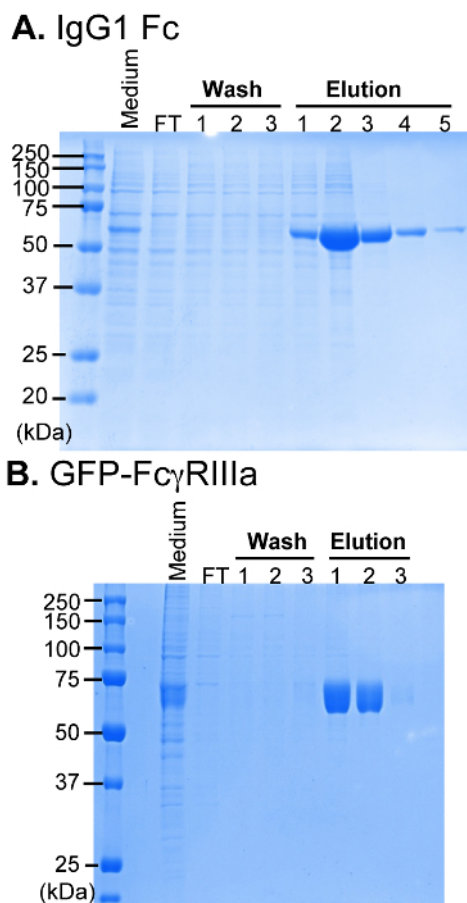 A. IgG1 Fc
Medium
FT
Wash
1 2 3
Elution
1 2 3 4 5
250
150
100
75
50
37
25
20
(kDa)
B. GFP-FcγRIIIa
Medium
FT
Wash
1 2 3
Elution
1 2 3
250
150
100
75
50
37
25
(kDa)